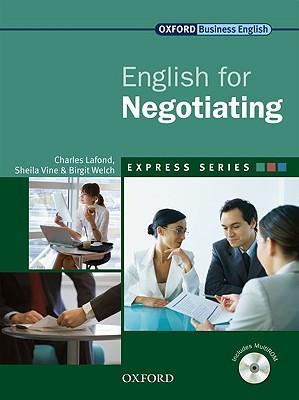 OXFORD Business English
English for
Negotiating
Charles Lafond,
Sheila Vine & Birgit Welch
EXPRESS SERIES
Includes MultiROM
OXFORD